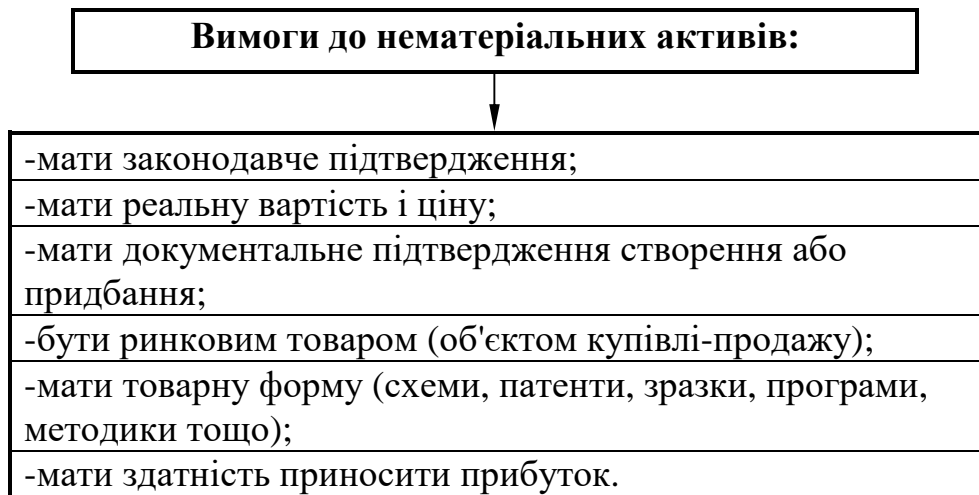 Вимоги до нематеріальних активів:
-мати законодавче підтвердження;
-мати реальну вартість і ціну;
-мати документальне підтвердження створення або
придбання;
-бути ринковим товаром (об'єктом купівлі-продажу);
-мати товарну форму (схеми, патенти, зразки, програми,
методики тощо);
-мати здатність приносити прибуток.